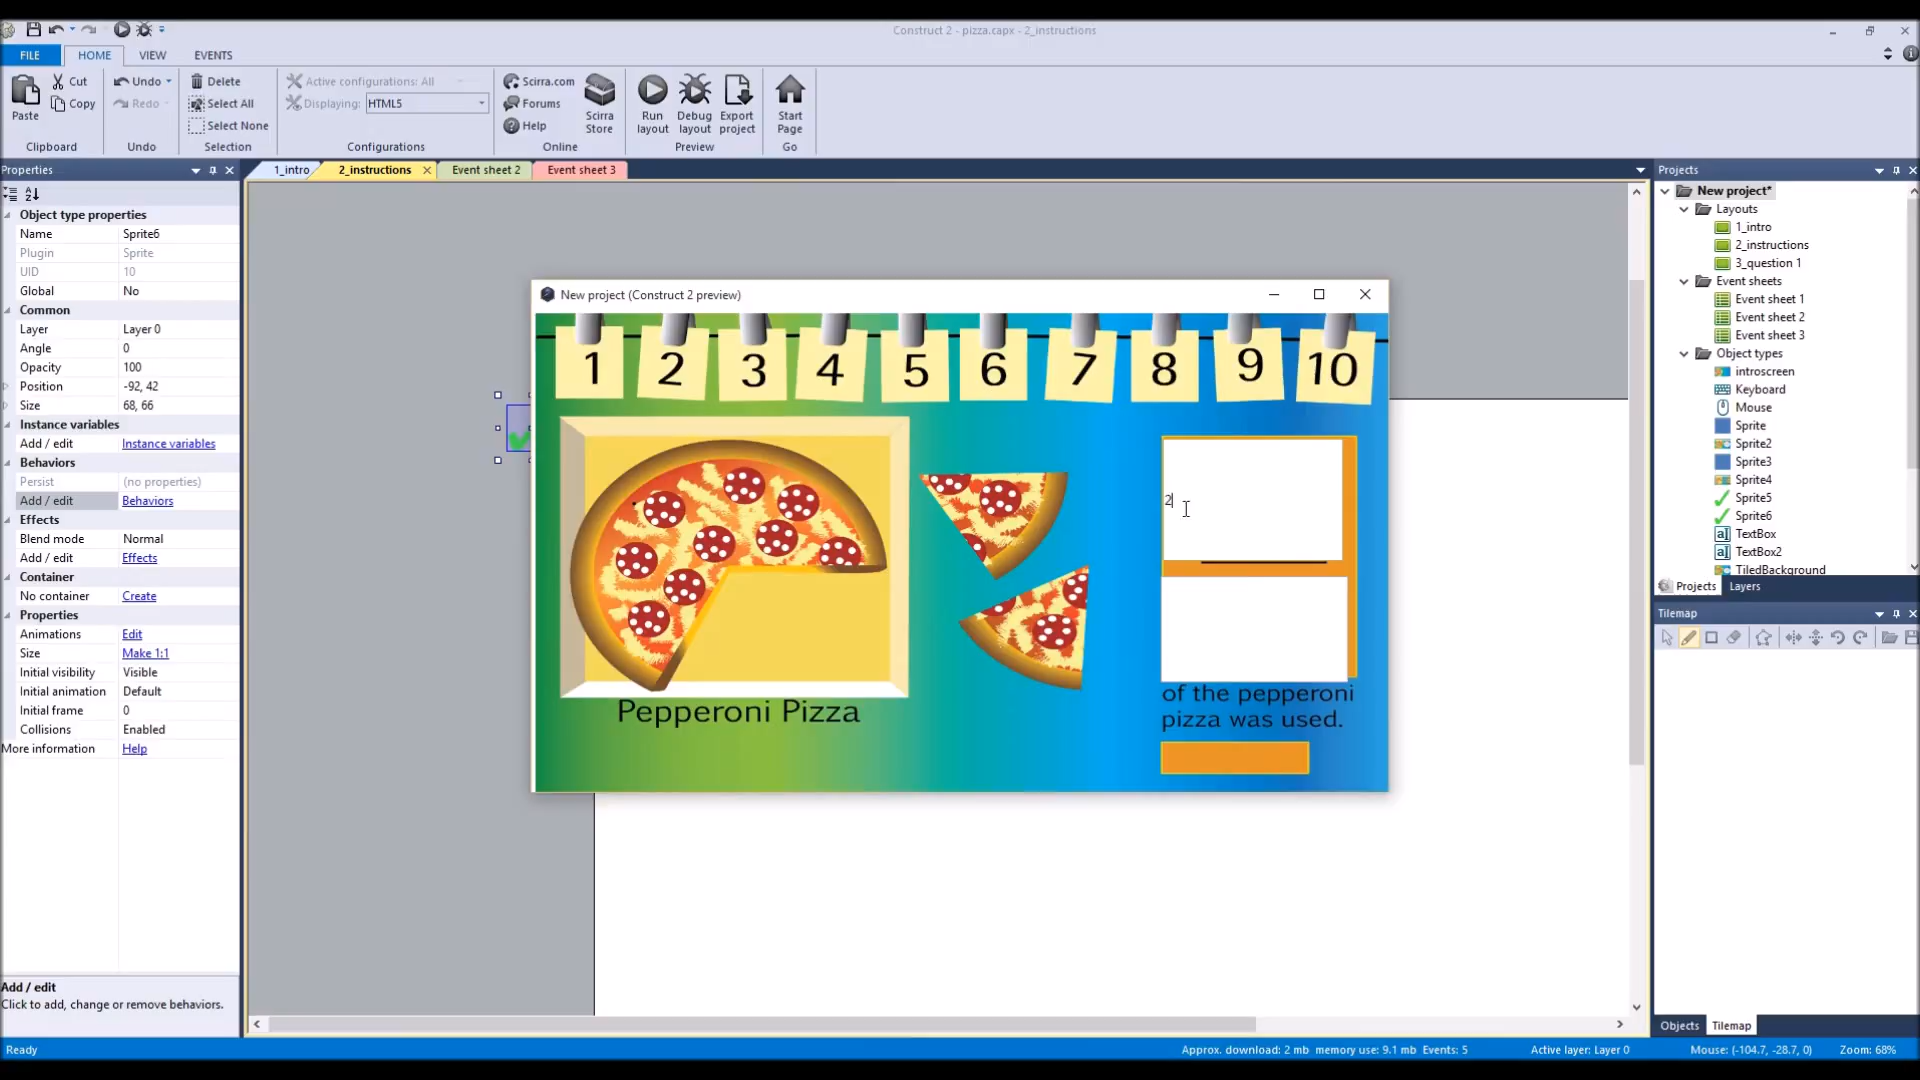 Construct 2 - pizza.capx - 2_instructions
FILE HOME VIEW EVENTS
Paste
Cut
Copy
Clipboard
Undo
Redo
Undo
Delete
Select All
Select None
Selection
Active configurations: All
Displaying: HTML5
Configurations
Scirra.com
Forums
Help
Scirra Store
Online
Run layout
Debug layout
Export project
Preview
Start Page
Go
Properties
1_intro
2_instructions
Event sheet 2
Event sheet 3
Object type properties
Name Sprite6
Plugin Sprite
UID 10
Global No
Common
Layer Layer 0
Angle 0
Opacity 100
Position -92, 42
Size 68, 66
Instance variables
Add / edit Instance variables
Behaviors
Persist (no properties)
Add / edit Behaviors
Effects
Blend mode Normal
Add / edit Effects
Container
No container Create
Properties
Animations Edit
Size Make 1:1
Initial visibility Visible
Initial animation Default
Initial frame 0
Collisions Enabled
More information Help
Add / edit
Click to add, change or remove behaviors.
New project (Construct 2 preview)
1 2 3 4 5 6 7 8 9 10
2
Pepperoni Pizza
of the pepperoni
pizza was used.
Projects
New project*
Layouts
1_intro
2_instructions
3_question 1
Event sheets
Event sheet 1
Event sheet 2
Event sheet 3
Object types
introscreen
Keyboard
Mouse
Sprite
Sprite2
Sprite3
Sprite4
Sprite5
Sprite6
TextBox
TextBox2
TiledBackground
Projects Layers
Tilemap
Objects Tilemap
Ready
Approx. download: 2 mb memory use: 9.1 mb Events: 5
Active layer: Layer 0
Mouse: (-104.7, -28.7, 0)
Zoom: 68%